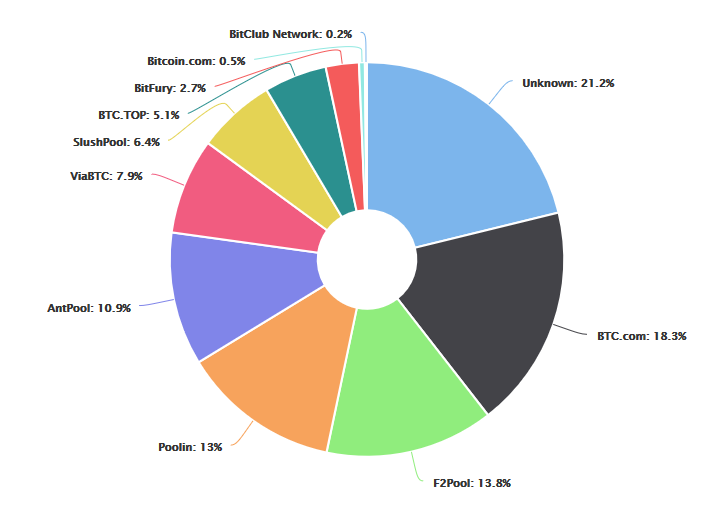 BitClub Network: 0.2%
Bitcoin.com: 0.5%
BitFury: 2.7%
BTC.TOP: 5.1%
SlushPool: 6.4%
ViaBTC: 7.9%
AntPool: 10.9%
Poolin: 13%
F2Pool: 13.8%
BTC.com: 18.3%
Unknown: 21.2%